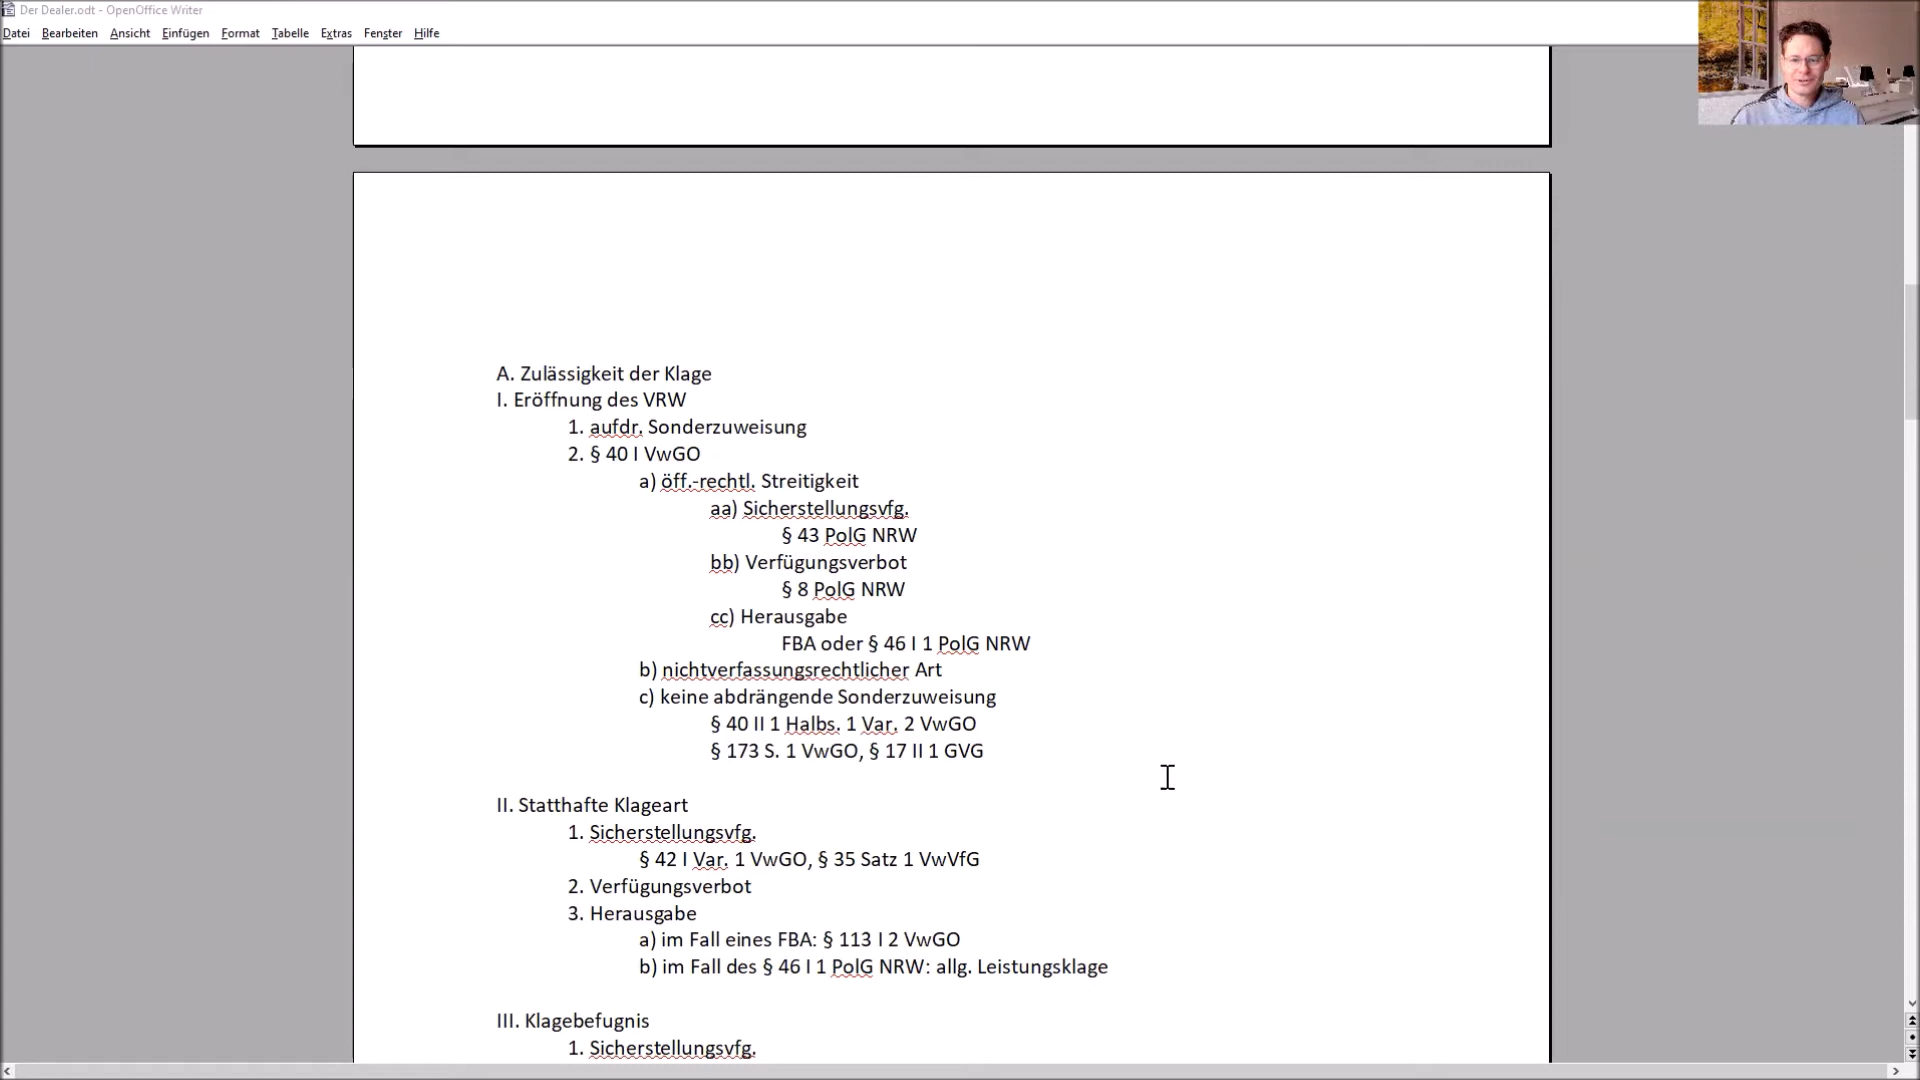 Der Dealer.odt - OpenOffice Writer
Datei Bearbeiten Ansicht Einfügen Format Tabelle Extras Fenster Hilfe
A. Zulässigkeit der Klage
I. Eröffnung des VRW
1. aufdr. Sonderzuweisung
2. § 40 I VwGO
a) öff.-rechtl. Streitigkeit
aa) Sicherstellungsvfg.
§ 43 PolG NRW
bb) Verfügungsverbot
§ 8 PolG NRW
cc) Herausgabe
FBA oder § 46 I 1 PolG NRW
b) nichtverfassungsrechtlicher Art
c) keine abdrängende Sonderzuweisung
§ 40 II 1 Halbs. 1 Var. 2 VwGO
§ 173 S. 1 VwGO, § 17 II 1 GVG
II. Statthafte Klageart
1. Sicherstellungsvfg.
§ 42 I Var. 1 VwGO, § 35 Satz 1 VwVfG
2. Verfügungsverbot
3. Herausgabe
a) im Fall eines FBA: § 113 I 2 VwGO
b) im Fall des § 46 I 1 PolG NRW: allg. Leistungsklage
III. Klagebefugnis
1. Sicherstellungsvfg.